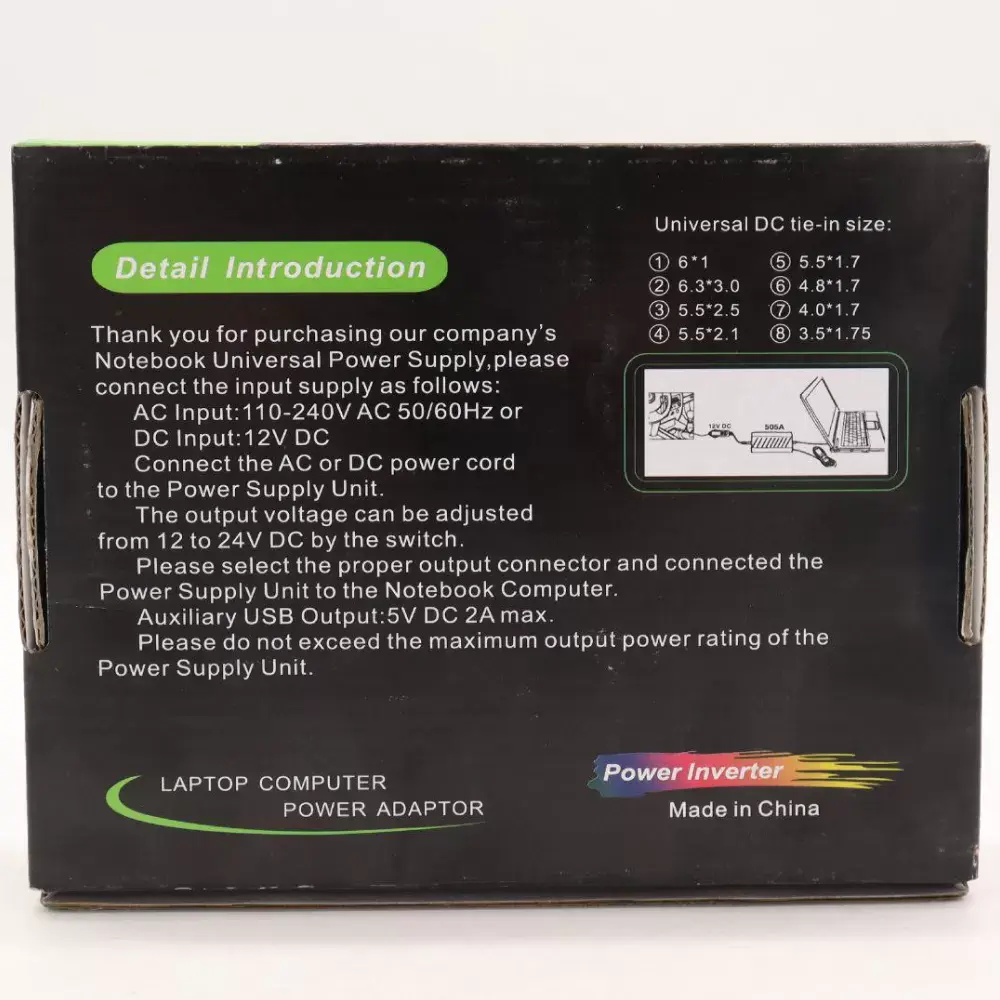 Detail Introduction
Thank you for purchasing our company's
Notebook Universal Power Supply,please
connect the input supply as follows:
AC Input:110-240V AC 50/60Hz or
DC Input:12V DC
Connect the AC or DC power cord
to the Power Supply Unit.
The output voltage can be adjusted
from 12 to 24V DC by the switch.
Please select the proper output connector and connected the
Power Supply Unit to the Notebook Computer.
Auxiliary USB Output:5V DC 2A max.
Please do not exceed the maximum output power rating of the
Power Supply Unit.
Universal DC tie-in size:
① 6*1 ⑤ 5.5*1.7
② 6.3*3.0 ⑥ 4.8*1.7
③ 5.5*2.5 ⑦ 4.0*1.7
④ 5.5*2.1 ⑧ 3.5*1.75
12V DC 505A
LAPTOP COMPUTER
POWER ADAPTOR
Power Inverter
Made in China